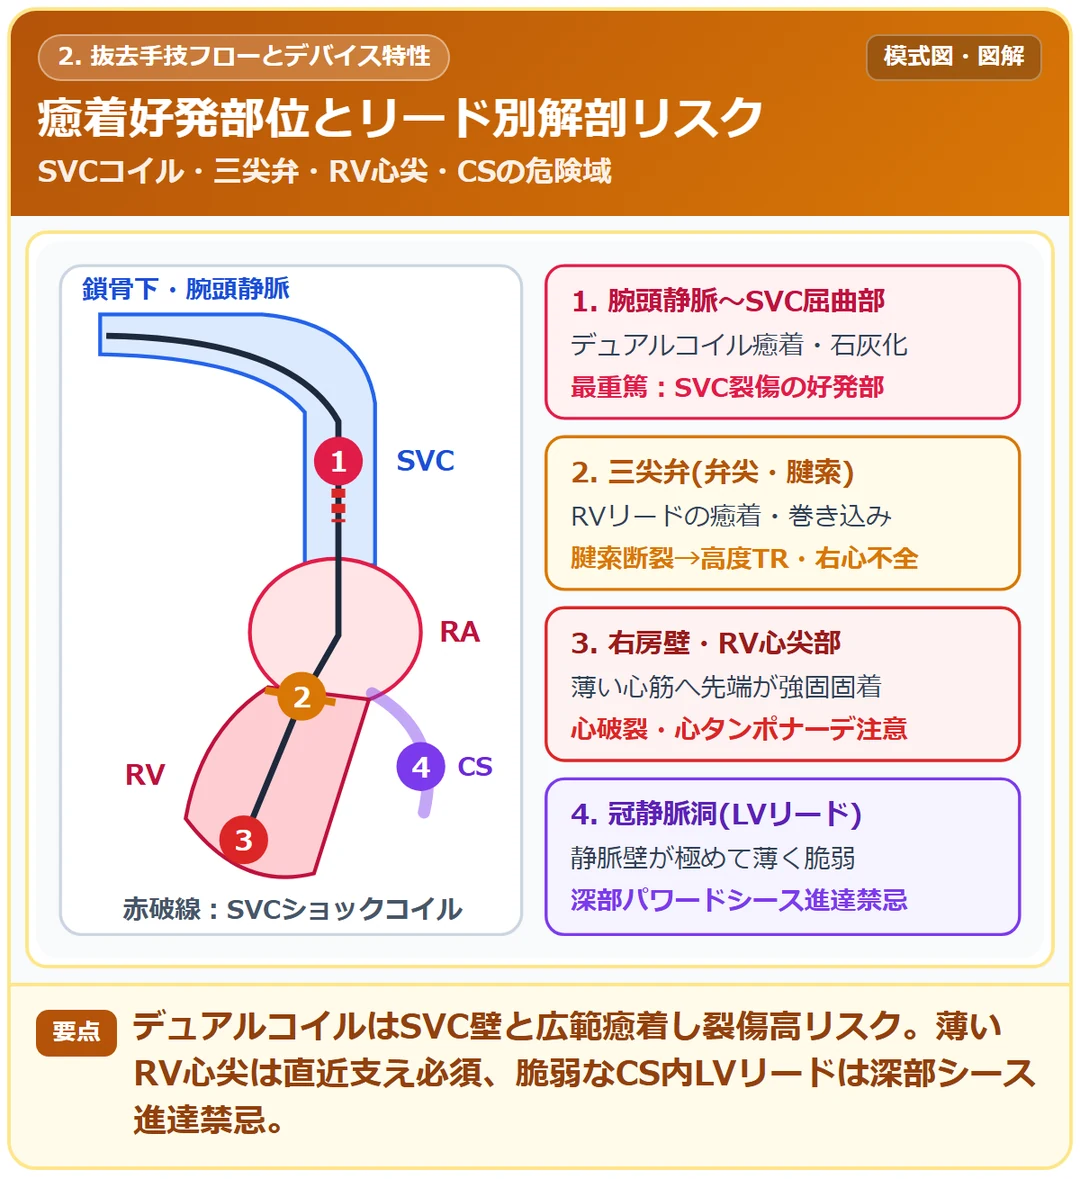 2. 抜去手技フローとデバイス特性
模式図・図解
癒着好発部位とリード別解剖リスク
SVCコイル・三尖弁・RV心尖・CSの危険域
鎖骨下・腕頭静脈
1
SVC
RA
2
RV
4
CS
3
赤破線：SVCショックコイル
1. 腕頭静脈～SVC屈曲部
デュアルコイル癒着・石灰化
最重篤：SVC裂傷の好発部
2. 三尖弁(弁尖・腱索)
RVリードの癒着・巻き込み
腱索断裂→高度TR・右心不全
3. 右房壁・RV心尖部
薄い心筋へ先端が強固固着
心破裂・心タンポナーデ注意
4. 冠静脈洞(LVリード)
静脈壁が極めて薄く脆弱
深部パワードシース進達禁忌
要点
デュアルコイルはSVC壁と広範癒着し裂傷高リスク。薄い
RV心尖は直近支え必須、脆弱なCS内LVリードは深部シース
進達禁忌。